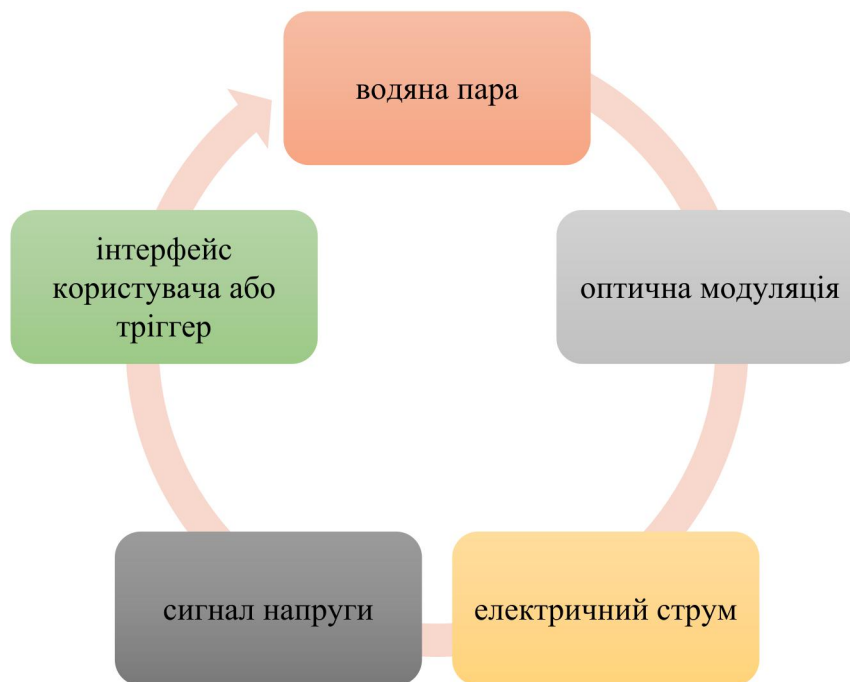 водяна пара
оптична модуляція
електричний струм
сигнал напруги
інтерфейс
користувача або
тріггер